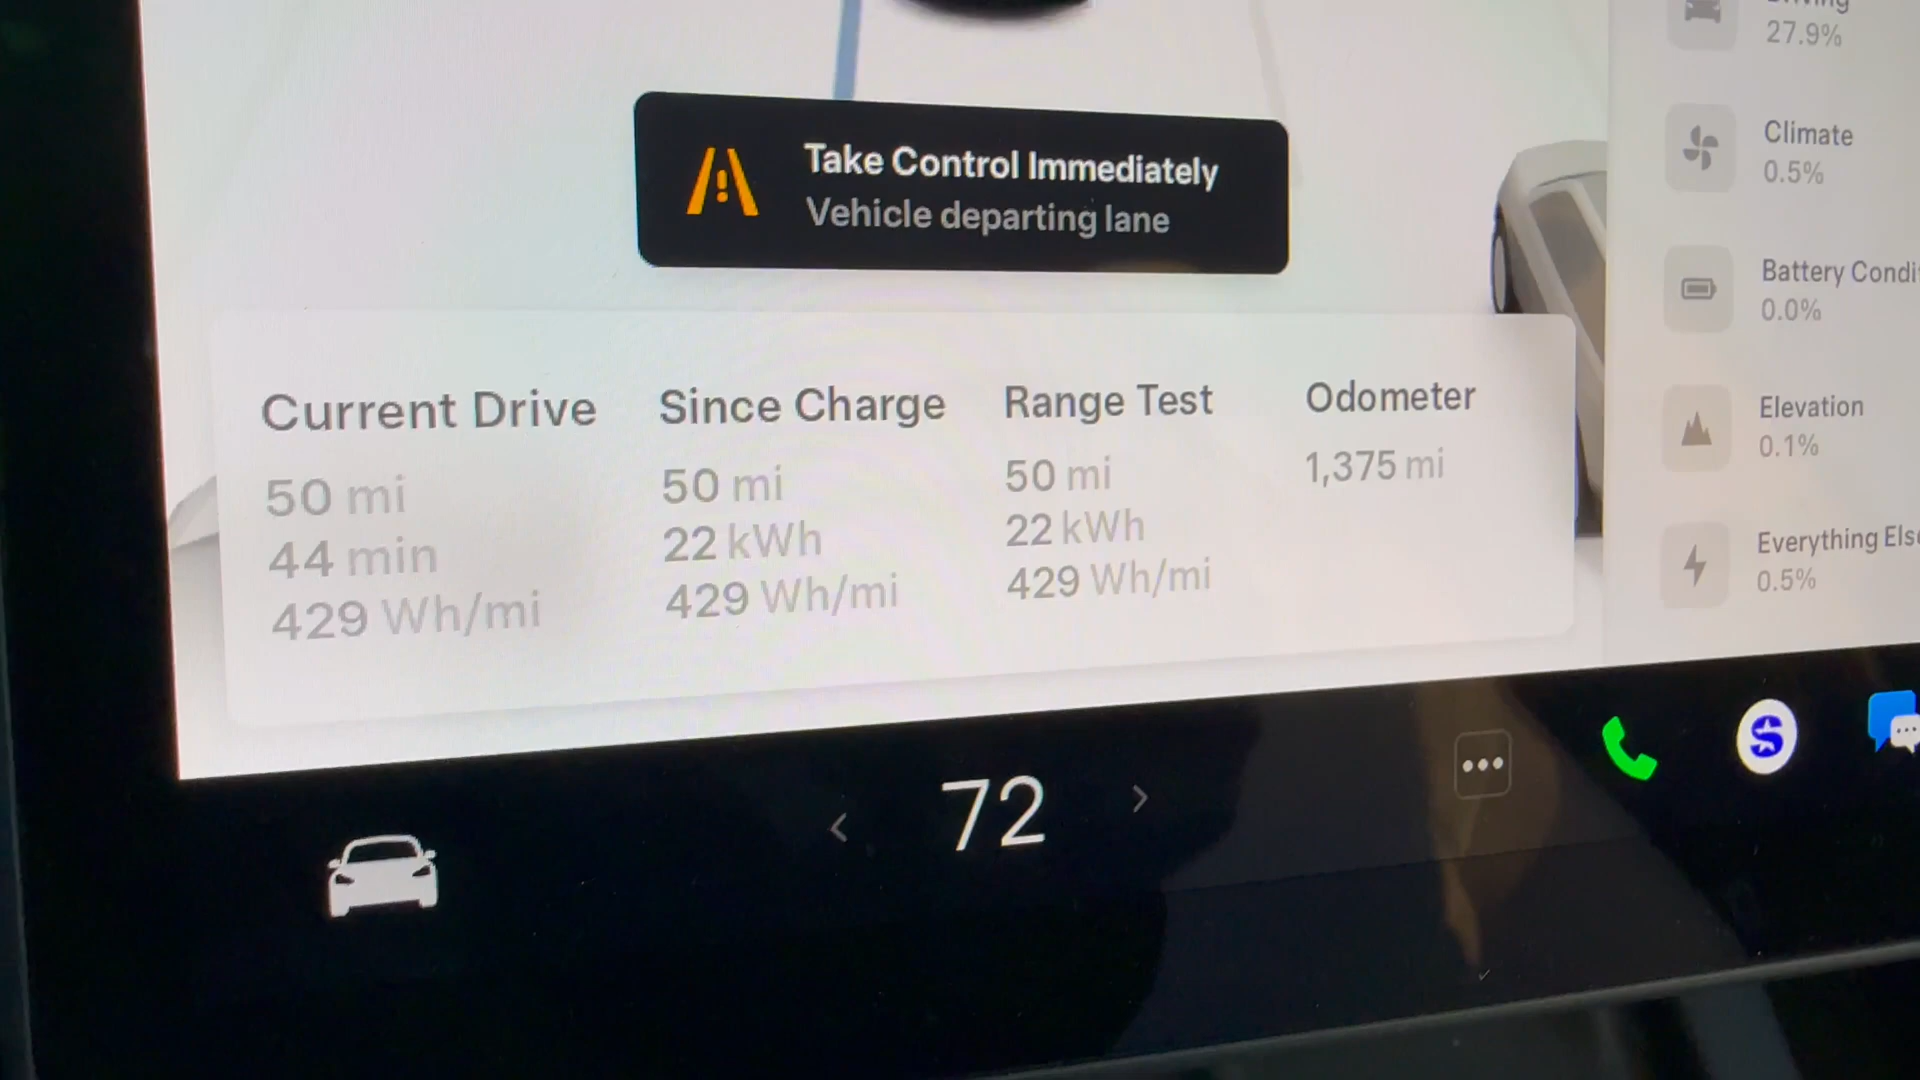 27.9%
Take Control Immediately
Vehicle departing lane
Climate
0.5%
Battery
0.0%
Elevation
0.1%
Everything
0.5%
Current Drive
50 mi
44 min
429 Wh/mi
Since Charge
50 mi
22 kWh
429 Wh/mi
Range Test
50 mi
22 kWh
429 Wh/mi
Odometer
1,375 mi
< 72 >
S